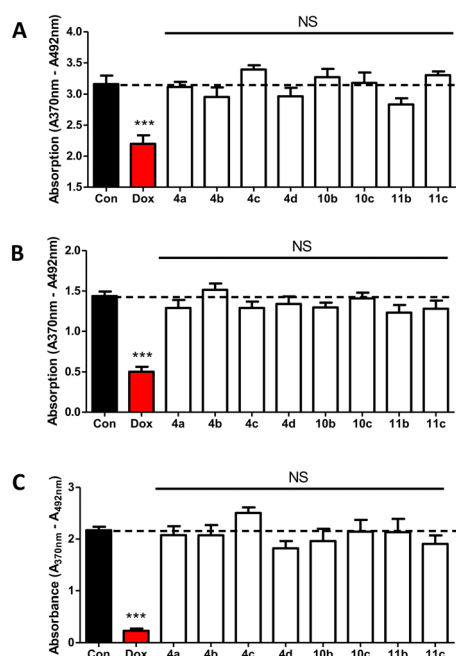 A
NS
Absorption (A370nm - A492nm)
4.0
3.5
3.0
2.5
2.0
1.5
***
Con Dox 4a 4b 4c 4d 10b 10c 11b 11c
B
NS
Absorption (A370nm - A492nm)
2.0
1.5
1.0
0.5
0.0
***
Con Dox 4a 4b 4c 4d 10b 10c 11b 11c
C
NS
Absorbance (A370nm - A492nm)
3
2
1
0
***
Con Dox 4a 4b 4c 4d 10b 10c 11b 11c